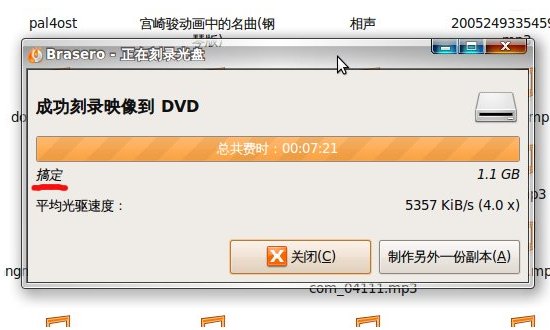 pal4ost
宫崎骏动画中的名曲(钢
琴版)
相声
2005249335459
mp3
Brasero - 正在刻录光盘
成功刻录映像到 DVD
总共费时：00:07:21
搞定
1.1 GB
平均光驱速度：
5357 KiB/s (4.0 x)
关闭(C)
制作另外一份副本(A)
com_04111.mp3